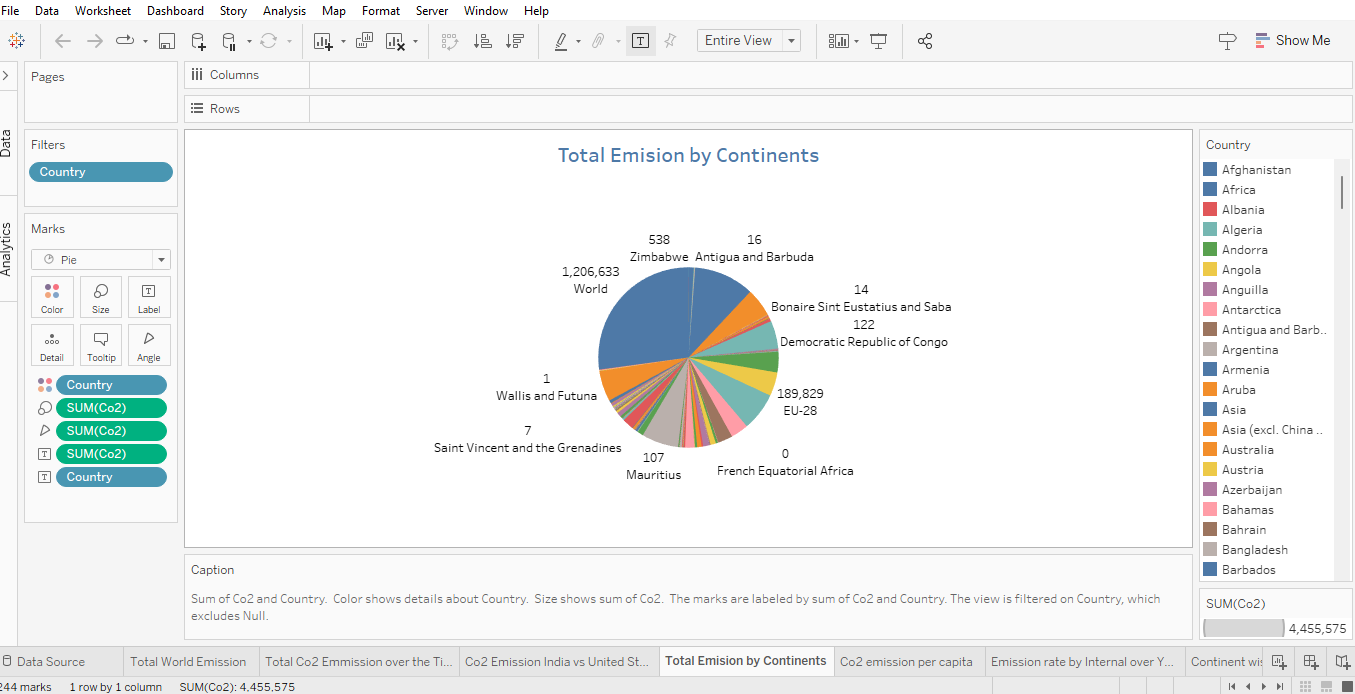 File Data Worksheet Dashboard Story Analysis Map Format Server Window Help
Entire View
Show Me
Pages
Columns
Rows
Data
Analytics
Filters
Country
Marks
Pie
Color Size Label
Detail Tooltip Angle
Country
SUM(Co2)
SUM(Co2)
SUM(Co2)
Country
Total Emision by Continents
538
Zimbabwe
16
Antigua and Barbuda
1,206,633
World
14
Bonaire Sint Eustatius and Saba
122
Democratic Republic of Congo
1
Wallis and Futuna
189,829
EU-28
7
Saint Vincent and the Grenadines
107
Mauritius
0
French Equatorial Africa
Caption
Sum of Co2 and Country. Color shows details about Country. Size shows sum of Co2. The marks are labeled by sum of Co2 and Country. The view is filtered on Country, which
excludes Null.
Country
Afghanistan
Africa
Albania
Algeria
Andorra
Angola
Anguilla
Antarctica
Antigua and Barb..
Argentina
Armenia
Aruba
Asia
Asia (excl. China ..
Australia
Austria
Azerbaijan
Bahamas
Bahrain
Bangladesh
Barbados
SUM(Co2)
4,455,575
Data Source Total World Emission Total Co2 Emmission over the Ti... Co2 Emission India vs United St... Total Emision by Continents Co2 emission per capita Emission rate by Internal over Y... Continent wis
244 marks 1 row by 1 column SUM(Co2): 4,455,575